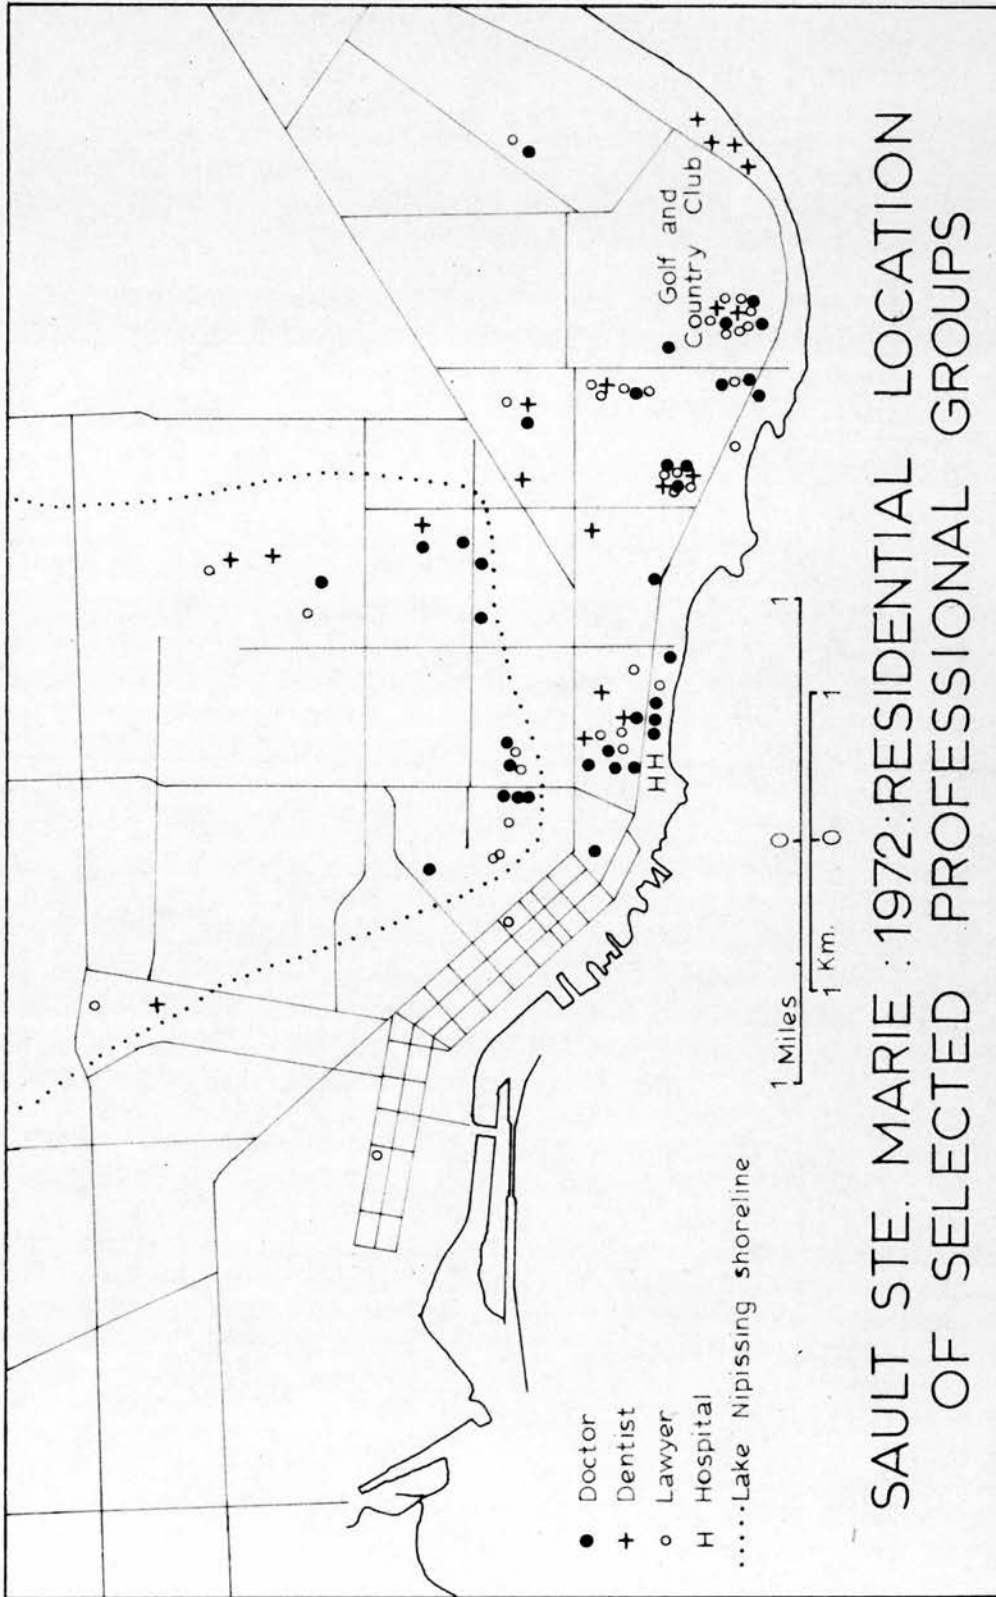 Golf and
Country Club
HH
● Doctor
+ Dentist
○ Lawyer
H Hospital
.....Lake Nipissing shoreline
1 Miles 0 1
1 Km. 0 1
SAULT STE. MARIE :1972:RESIDENTIAL LOCATION
OF SELECTED PROFESSIONAL GROUPS